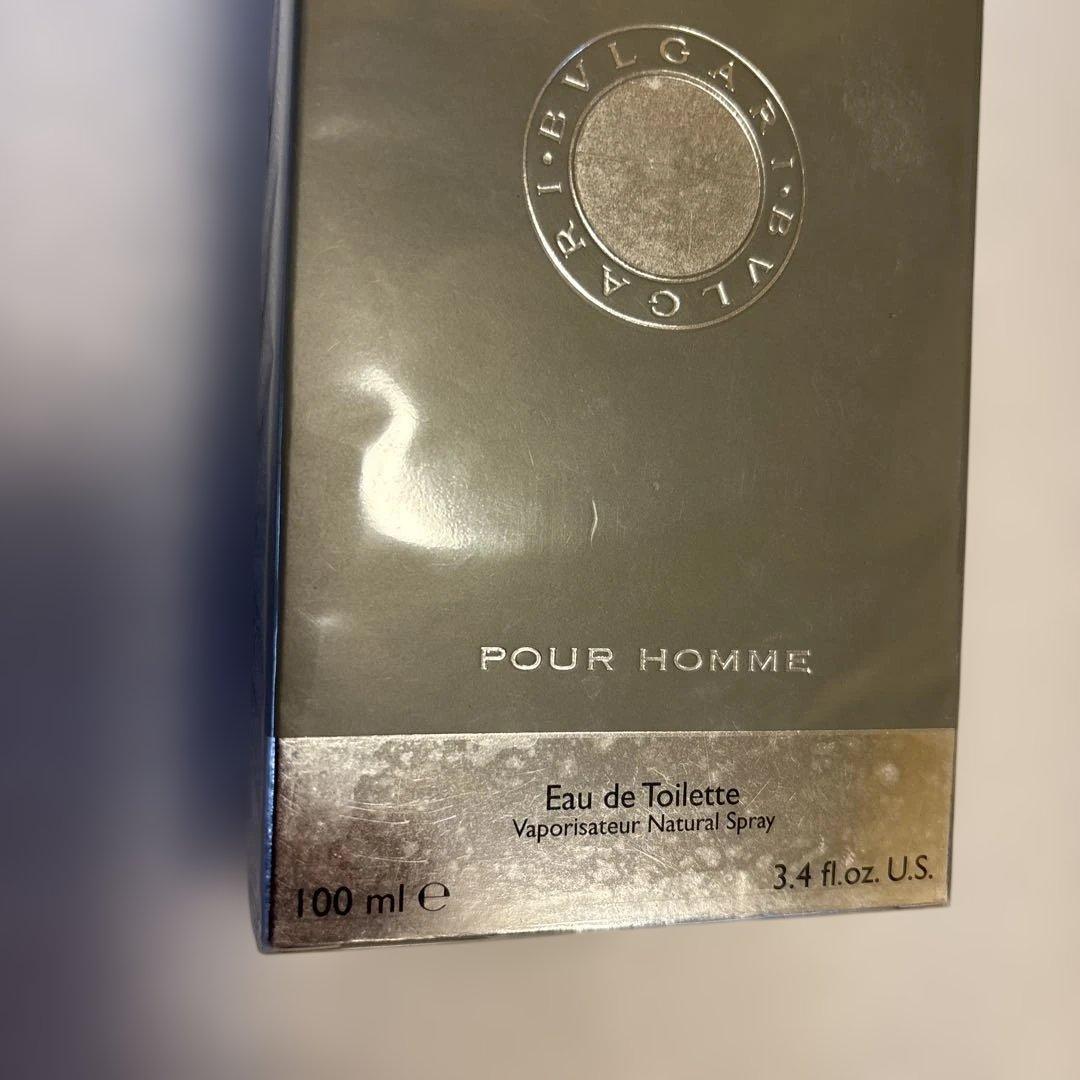 BVLGARI·BVLGARI·
POUR HOMME
Eau de Toilette
Vaporisateur Natural Spray
100 ml ℮
3.4 fl.oz. U.S.